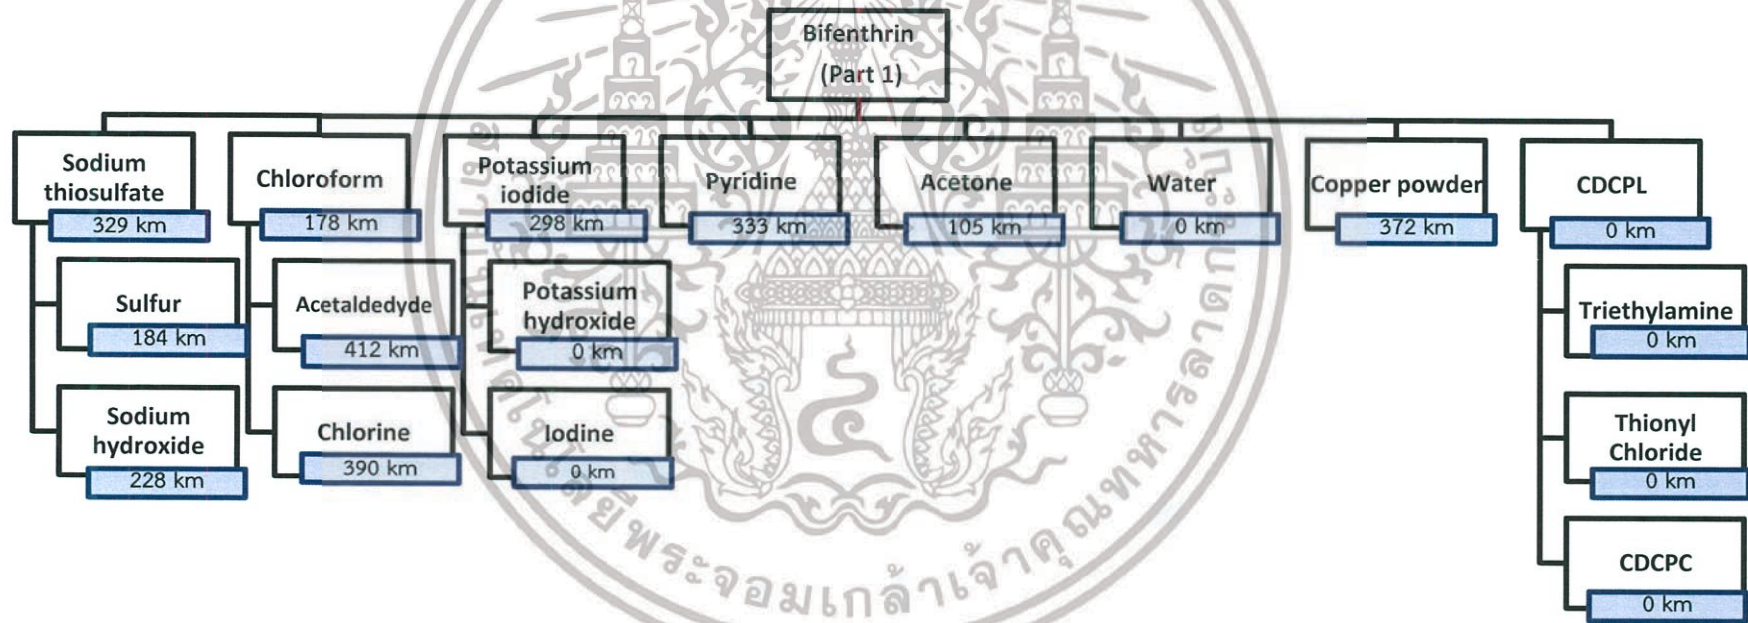 Bifenthrin
(Part 1)
Sodium
thiosulfate
329 km
Sulfur
184 km
Sodium
hydroxide
228 km
Chloroform
178 km
Acetaldedyde
412 km
Chlorine
390 km
Potassium
iodide
298 km
Potassium
hydroxide
0 km
Iodine
0 km
Pyridine
333 km
Acetone
105 km
Water
0 km
Copper powder
372 km
CDCPL
0 km
Triethylamine
0 km
Thionyl
Chloride
0 km
CDCPC
0 km